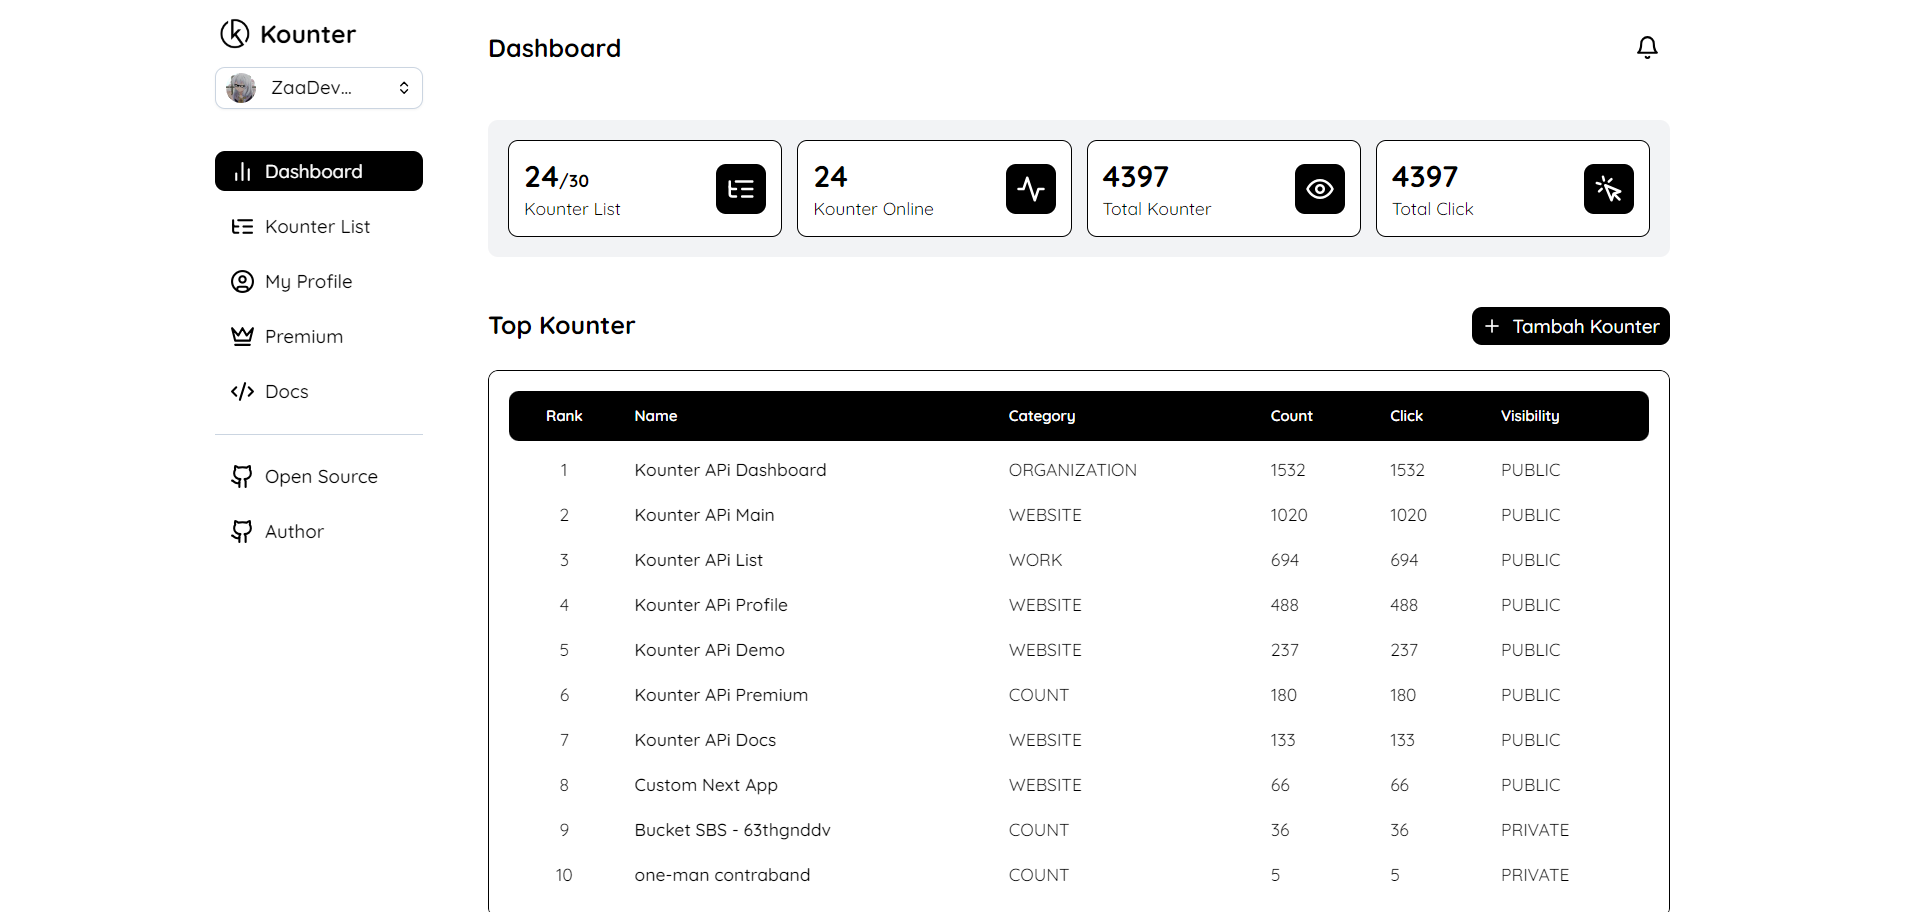 Kounter
ZaaDev...
Dashboard
Kounter List
My Profile
Premium
Docs
Open Source
Author
Dashboard
24/30
Kounter List
24
Kounter Online
4397
Total Kounter
4397
Total Click
Top Kounter
+ Tambah Kounter
Rank Name Category Count Click Visibility
1 Kounter APi Dashboard ORGANIZATION 1532 1532 PUBLIC
2 Kounter APi Main WEBSITE 1020 1020 PUBLIC
3 Kounter APi List WORK 694 694 PUBLIC
4 Kounter APi Profile WEBSITE 488 488 PUBLIC
5 Kounter APi Demo WEBSITE 237 237 PUBLIC
6 Kounter APi Premium COUNT 180 180 PUBLIC
7 Kounter APi Docs WEBSITE 133 133 PUBLIC
8 Custom Next App WEBSITE 66 66 PUBLIC
9 Bucket SBS - 63thgnddv COUNT 36 36 PRIVATE
10 one-man contraband COUNT 5 5 PRIVATE